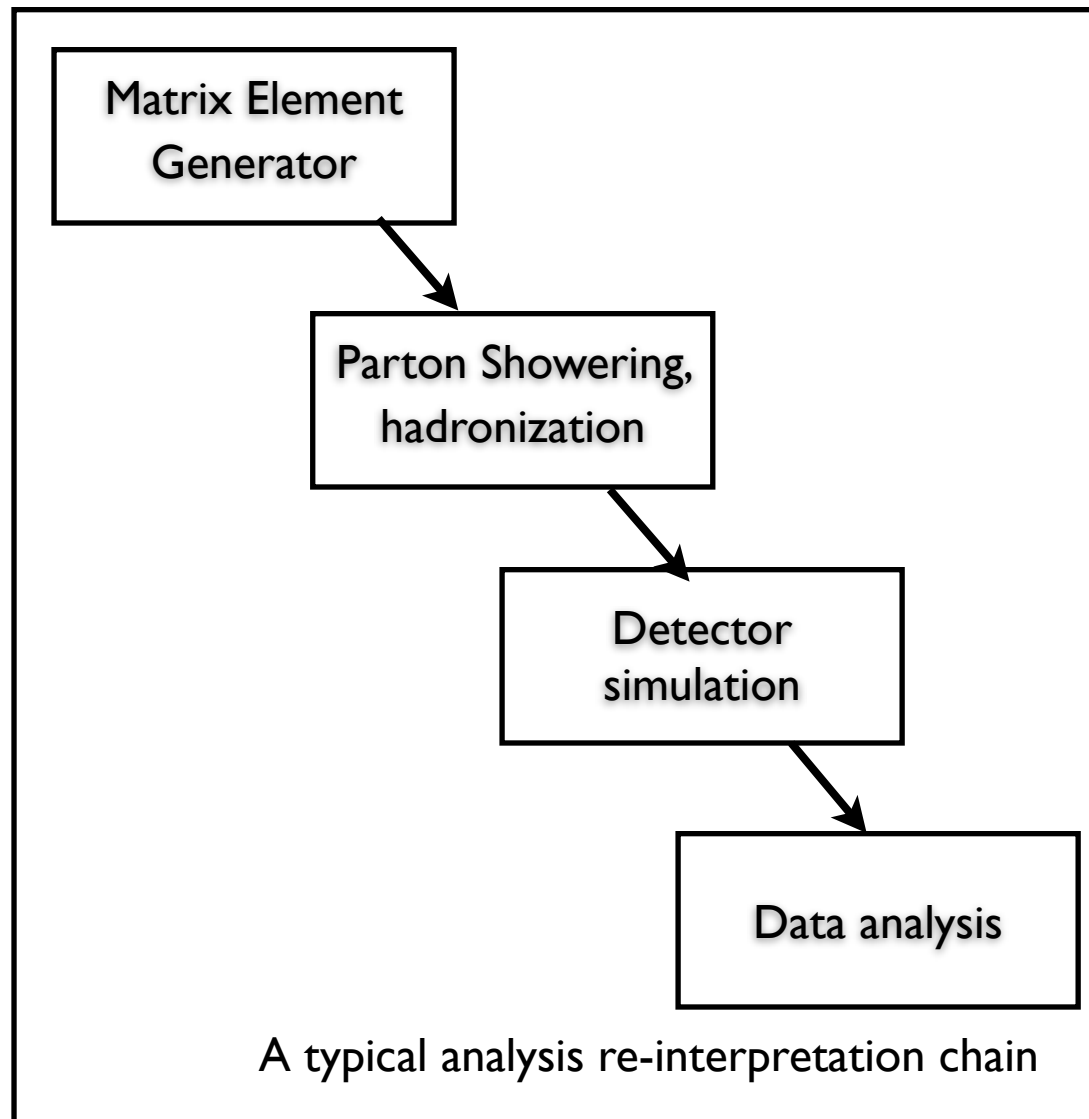 Matrix Element
Generator
Parton Showering,
hadronization
Detector
simulation
Data analysis
A typical analysis re-interpretation chain